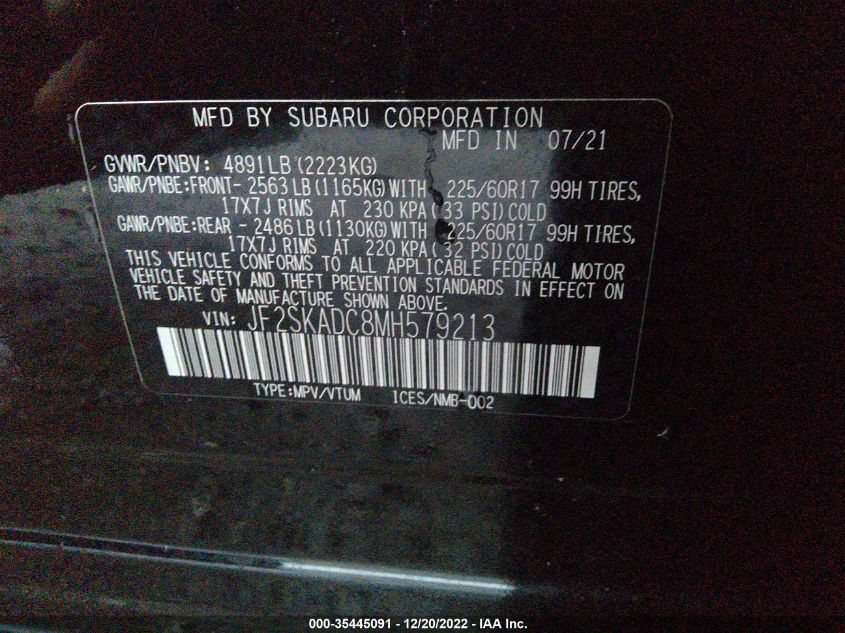 MFD BY SUBARU CORPORATION
MFD IN 07/21
GVWR/PNBV: 4891LB (2223KG)
GAWR/PNBE:FRONT- 2563 LB (1165KG) WITH 225/60R17 99H TIRES,
17X7J RIMS AT 230 KPA ( 33 PSI) COLD
GAWR/PNBE:REAR - 2486 LB (1130KG) WITH 225/60R17 99H TIRES,
17X7J RIMS AT 220 KPA ( 32 PSI) COLD
THIS VEHICLE CONFORMS TO ALL APPLICABLE FEDERAL MOTOR
VEHICLE SAFETY AND THEFT PREVENTION STANDARDS IN EFFECT ON
THE DATE OF MANUFACTURE SHOWN ABOVE.
VIN: JF2SKADC8MH579213
TYPE:MPV/VTUM ICES/NMB-002
000-35445091 - 12/20/2022 - IAA Inc.